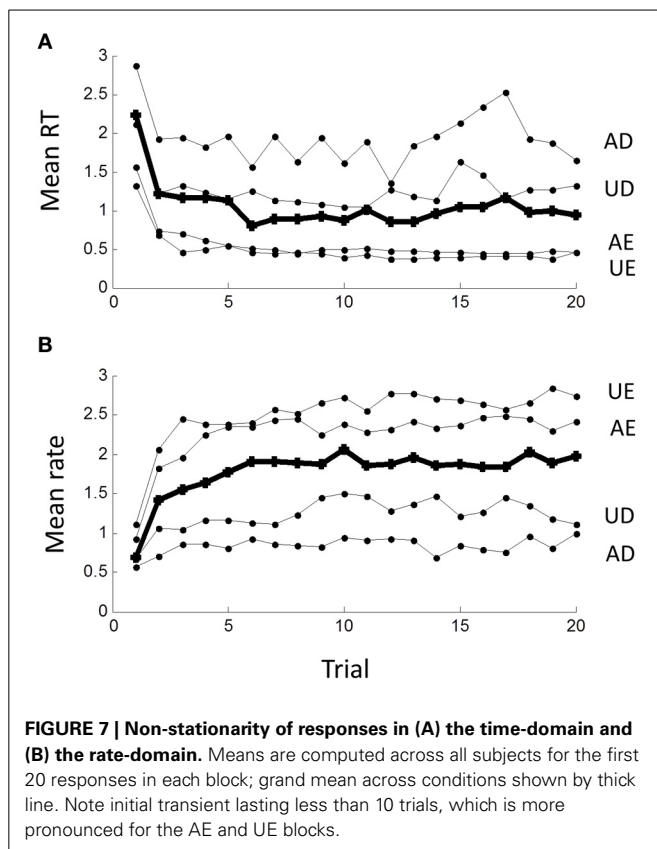 A
3
2.5
2
1.5
1
0.5
0
Mean RT
0 5 10 15 20
AD
UD
AE
UE
B
3
2.5
2
1.5
1
0.5
0
Mean rate
0 5 10 15 20
UE
AE
UD
AD
Trial
FIGURE 7 | Non-stationarity of responses in (A) the time-domain and
(B) the rate-domain. Means are computed across all subjects for the first
20 responses in each block; grand mean across conditions shown by thick
line. Note initial transient lasting less than 10 trials, which is more
pronounced for the AE and UE blocks.